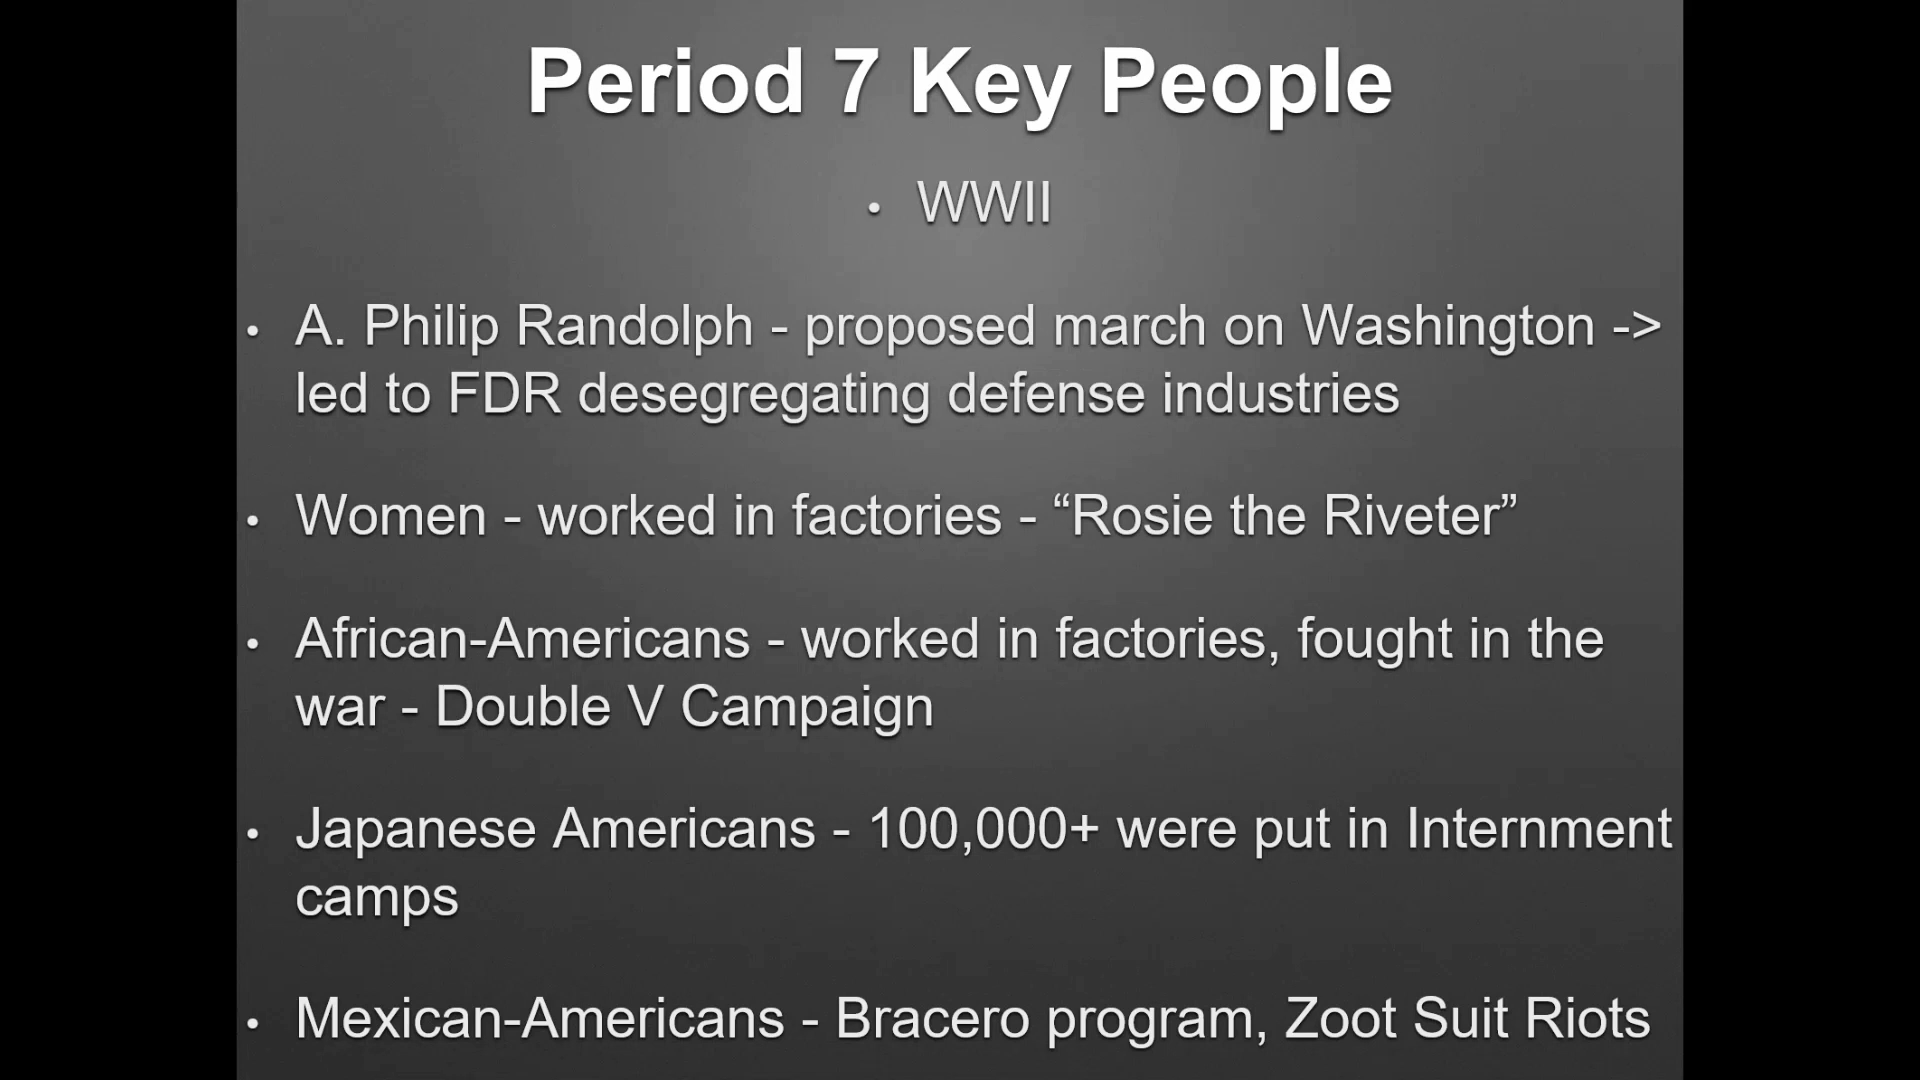 Period 7 Key People
• WWII
• A. Philip Randolph - proposed march on Washington ->
led to FDR desegregating defense industries
• Women - worked in factories - “Rosie the Riveter”
• African-Americans - worked in factories, fought in the
war - Double V Campaign
• Japanese Americans - 100,000+ were put in Internment
camps
• Mexican-Americans - Bracero program, Zoot Suit Riots